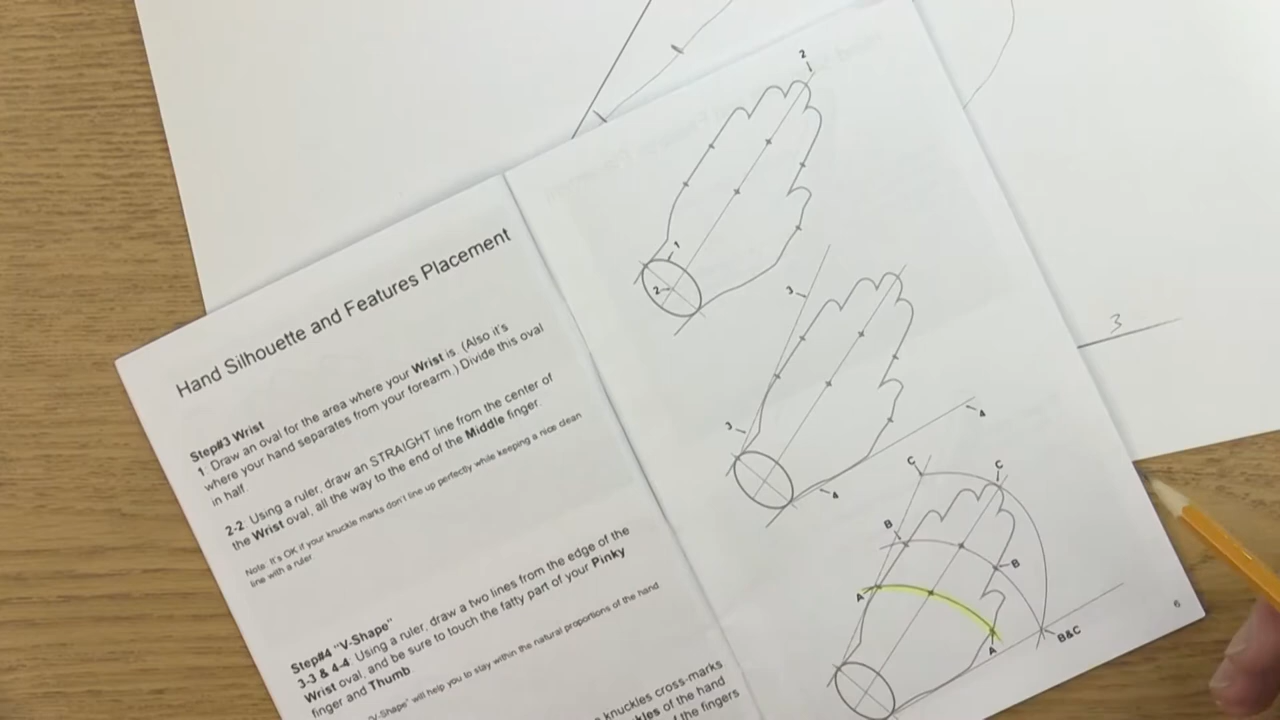 Hand Silhouette and Features Placement
Step#3 Wrist
1: Draw an oval for the area where your Wrist is. (Also it's
where your hand separates from your forearm.) Divide this oval
in half.
2-2: Using a ruler, draw an STRAIGHT line from the center of
the Wrist oval, all the way to the end of the Middle finger.
Note: It's OK if your knuckle marks don't line up perfectly while keeping a nice clean
line with a ruler.
Step#4 "V-Shape"
3-3 & 4-4: Using a ruler, draw a two lines from the edge of the
Wrist oval, and be sure to touch the fatty part of your Pinky
finger and Thumb.
"V-Shape" will help you to stay within the natural proportions of the hand
knuckles cross-marks
of the hand
the fingers
2
1
2
3
3
4
4
C
C
B
B
A
A
B&C
6
3